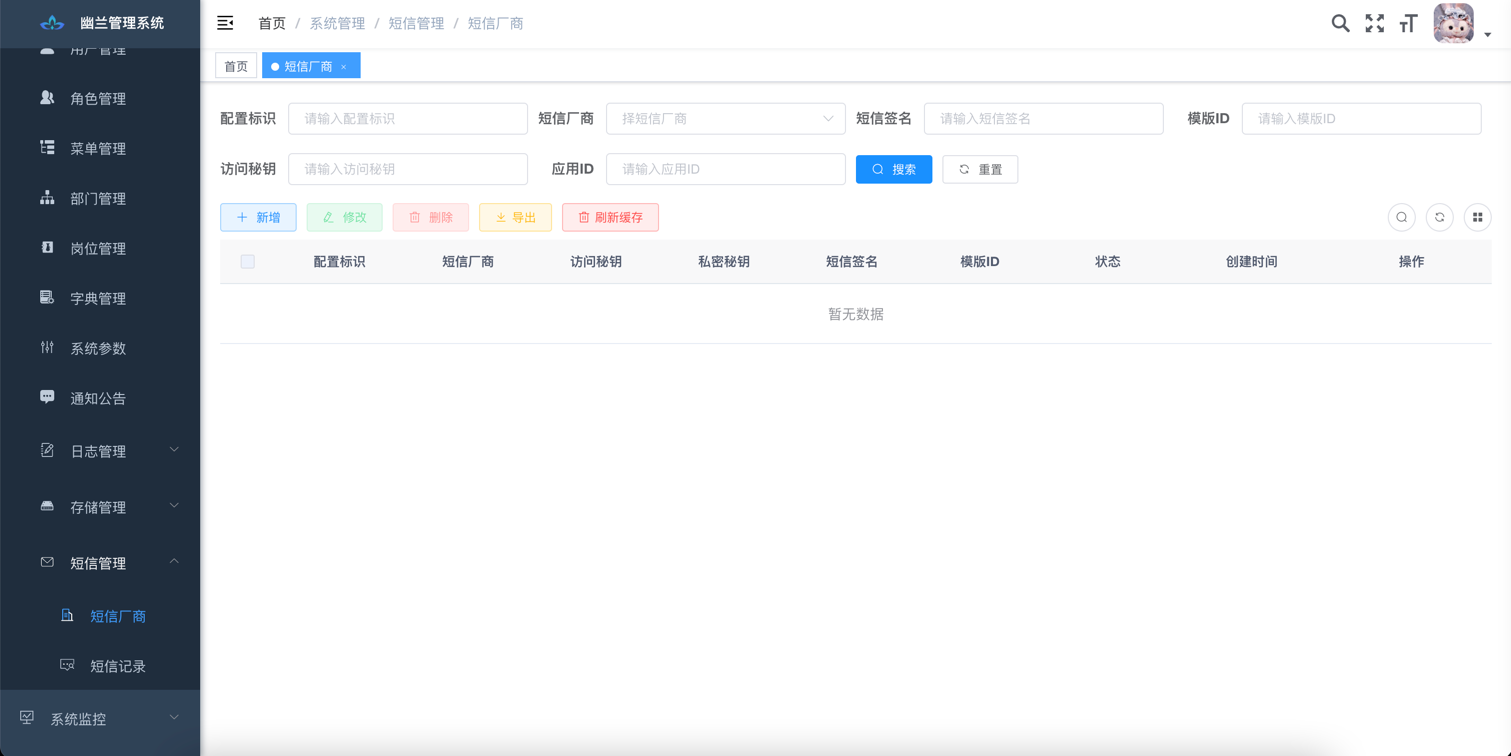 幽兰管理系统
用户管理
角色管理
菜单管理
部门管理
岗位管理
字典管理
系统参数
通知公告
日志管理
存储管理
短信管理
短信厂商
短信记录
系统监控
首页 / 系统管理 / 短信管理 / 短信厂商
首页 短信厂商 ×
配置标识 请输入配置标识 短信厂商 择短信厂商 短信签名 请输入短信签名 模版ID 请输入模版ID
访问秘钥 请输入访问秘钥 应用ID 请输入应用ID 搜索 重置
新增 修改 删除 导出 刷新缓存
配置标识 短信厂商 访问秘钥 私密秘钥 短信签名 模版ID 状态 创建时间 操作
暂无数据